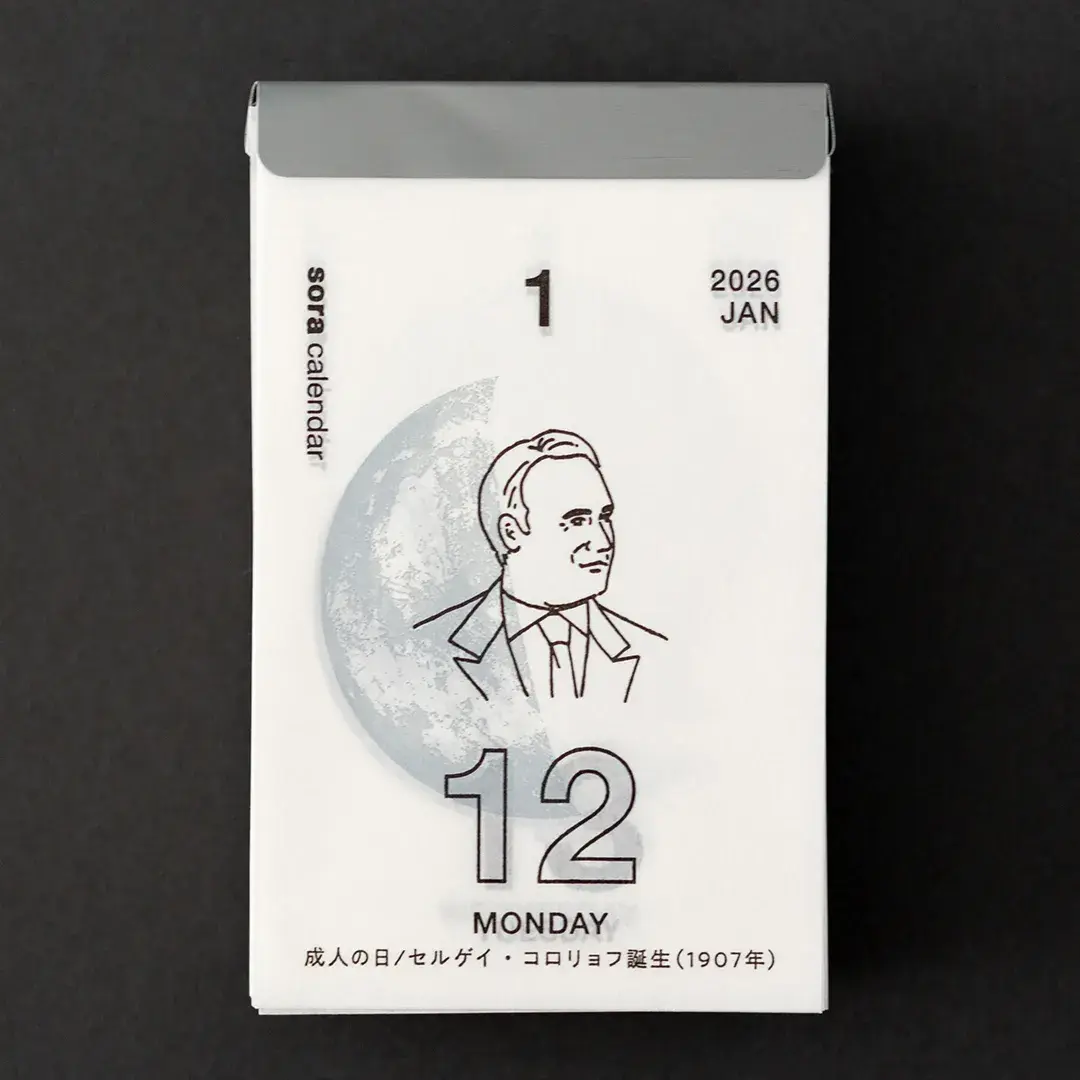 sora calendar
1
2026
JAN
12
MONDAY
TUESDAY
成人の日/セルゲイ・コロリョフ誕生(1907年)